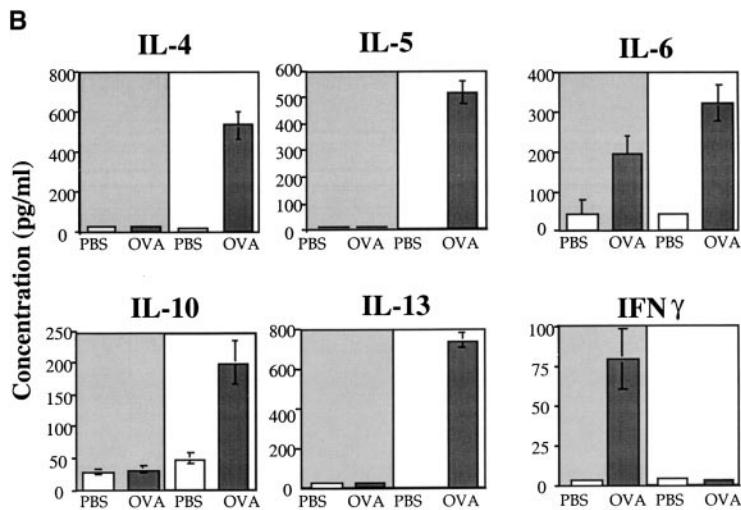 B
IL-4
IL-5
IL-6
Concentration (pg/ml)
800
600
400
200
0
PBS OVA PBS OVA
600
500
400
300
200
100
0
PBS OVA PBS OVA
400
300
200
100
0
PBS OVA PBS OVA
IL-10
IL-13
IFN γ
250
200
150
100
50
0
PBS OVA PBS OVA
800
200
400
600
0
PBS OVA PBS OVA
100
75
50
25
0
PBS OVA PBS OVA